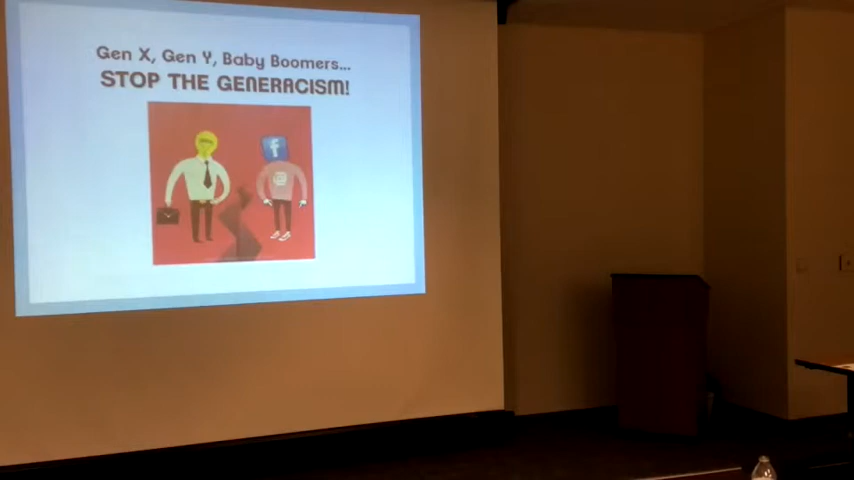 Gen X, Gen Y, Baby Boomers...
STOP THE GENERACISM!
f